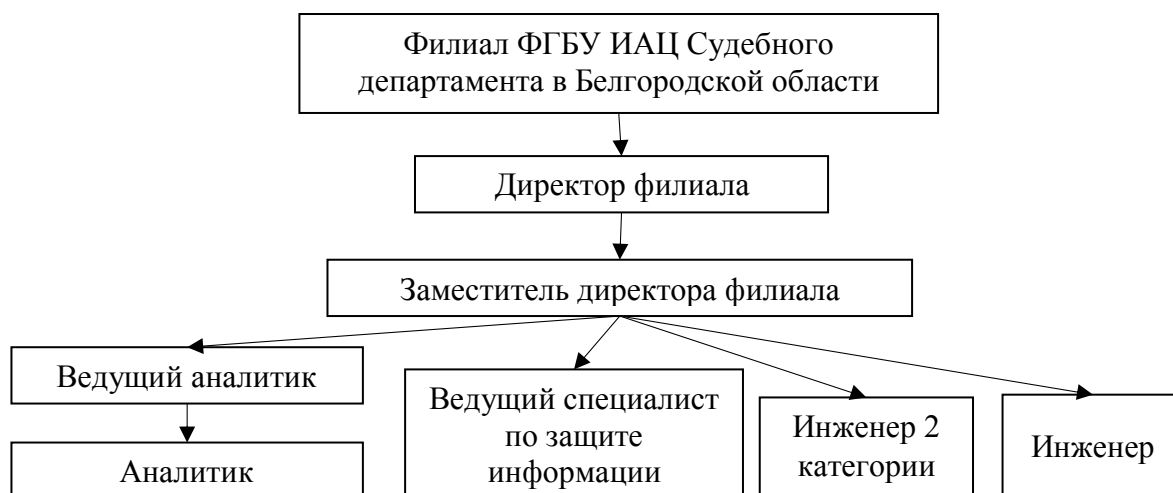 Филиал ФГБУ ИАЦ Судебного
департамента в Белгородской области
Директор филиала
Заместитель директора филиала
Ведущий аналитик
Аналитик
Ведущий специалист
по защите
информации
Инженер 2
категории
Инженер